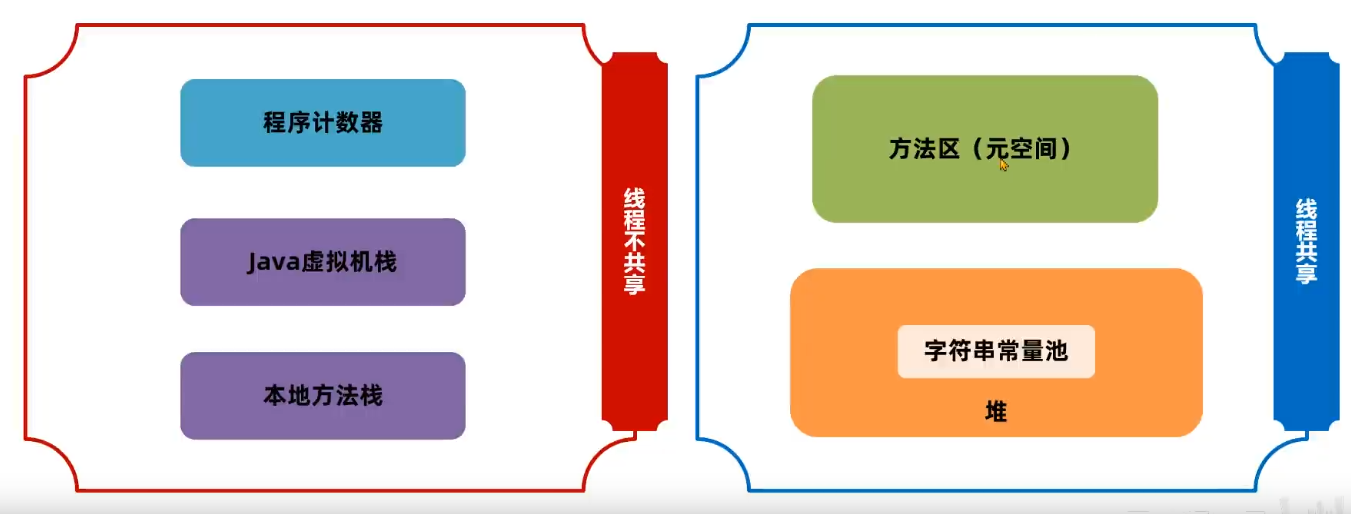 程序计数器
Java虚拟机栈
本地方法栈
线程不共享
方法区（元空间）
字符串常量池
堆
线程共享